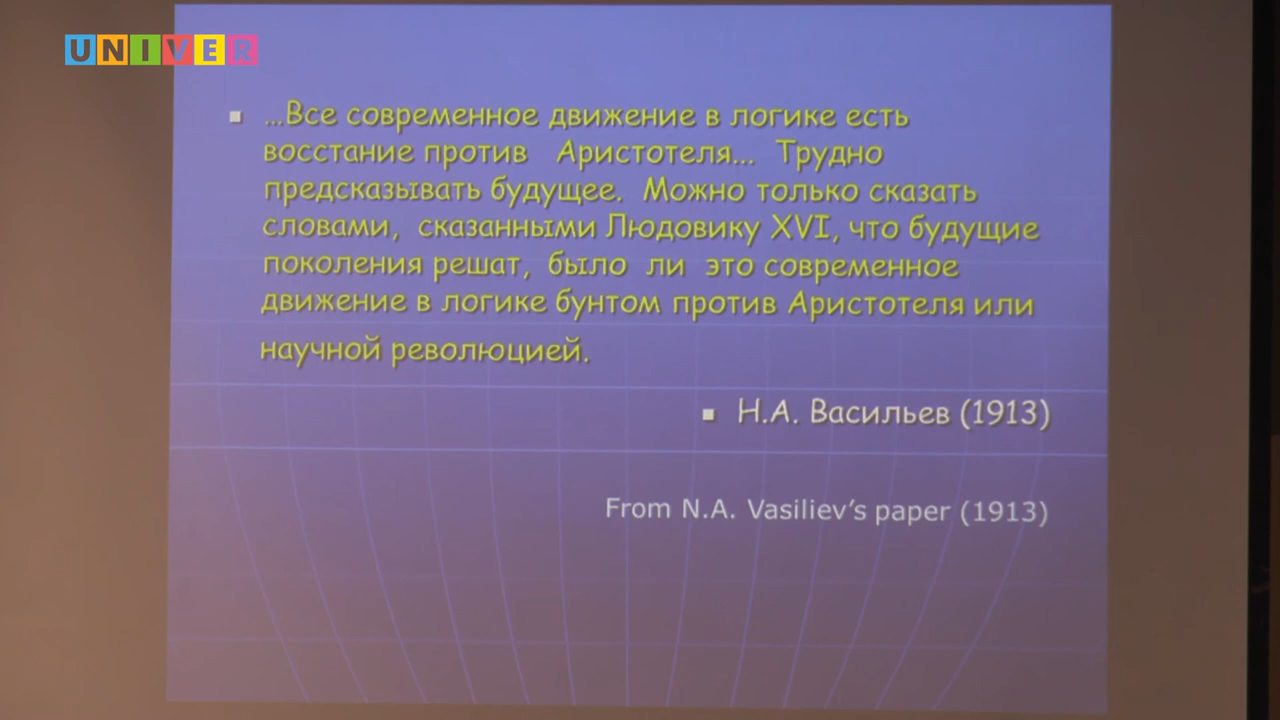 UNIVER
...Все современное движение в логике есть
восстание против Аристотеля... Трудно
предсказывать будущее. Можно только сказать
словами, сказанными Людовику XVI, что будущие
поколения решат, было ли это современное
движение в логике бунтом против Аристотеля или
научной революцией.
Н.А. Васильев (1913)
From N.A. Vasiliev's paper (1913)